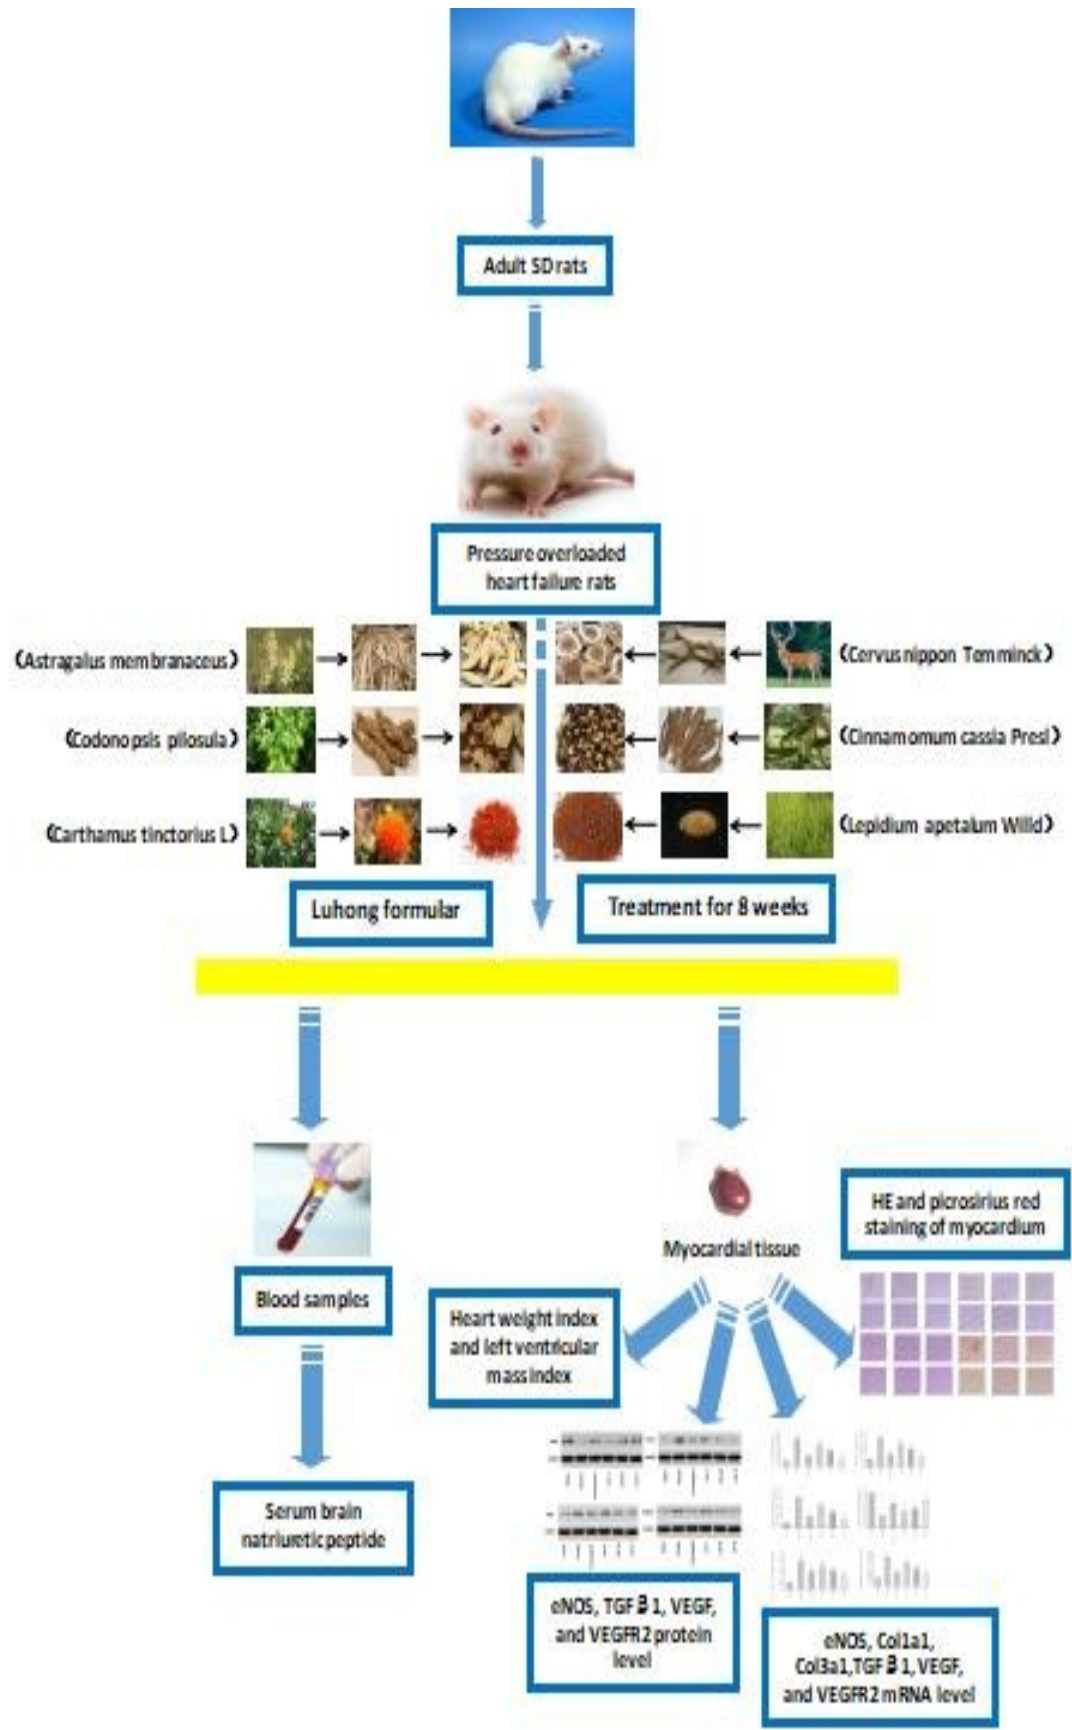 Adult SD rats
Pressure overloaded
heart failure rats
(Astragalus membranaceus)
(Cervus nippon Temminck)
(Codonopsis pilosula)
(Cinnamomum cassia Presl)
(Carthamus tinctorius L)
(Lepidium apetalum Willd)
Luhong formular
Treatment for 8 weeks
Blood samples
Serum brain
natriuretic peptide
Myocardial tissue
HE and picrosirius red
staining of myocardium
Heart weight index
and left ventricular
mass index
eNOS, TGFβ1, VEGF,
and VEGFR2 protein
level
eNOS, Col1a1,
Col3a1,TGFβ1, VEGF,
and VEGFR2 mRNA level